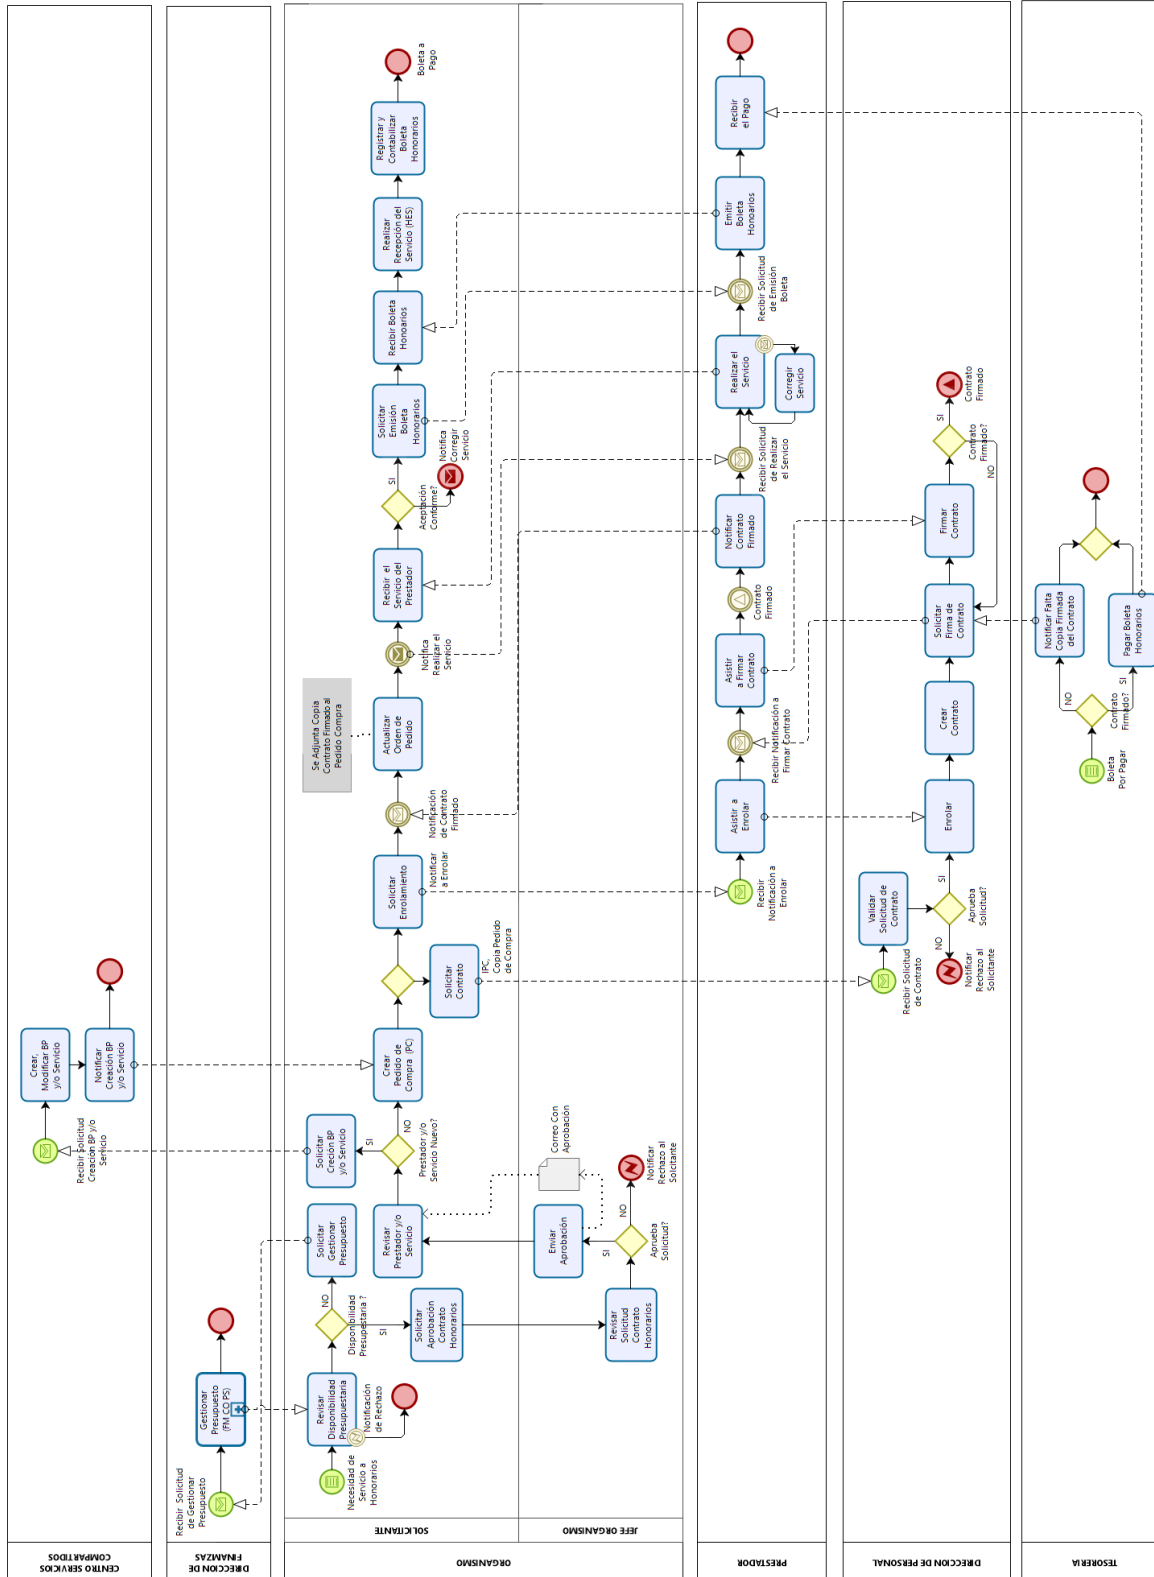 CENTRO SERVICIOS
COMPARTIDOS
Recibir Solicitud
Creación BP y/o
Servicio
Crear,
Modificar BP
y/o Servicio
Notificar
Creación BP
y/o Servicio
DIRECCION DE
FINAMZAS
Recibir Solicitud
de Gestionar
Presupuesto
Gestionar
Presupuesto
(FM CO PS)
ORGANISMO
SOLICITANTE
Necesidad de
Servicio a
Honorarios
Revisar
Disponibilidad
Presupuestaria
Notificación
de Rechazo
Disponibilidad
Presupuestaria ?
NO
SI
Solicitar
Gestionar
Presupuesto
Solicitar
Aprobación
Contrato
Honorarios
Revisar
Prestador y/o
Servicio
Prestador y/o
Servicio Nuevo?
SI
NO
Solicitar
Creción BP
y/o Servicio
Crear
Pedido de
Compra (PC)
Solicitar
Contrato
IPC,
Copia Pedido
de Compra
Solicitar
Enrolamiento
Notificar
a Enrolar
Notificación
de Contrato
Firmado
Actualizar
Orden de
Pedido
Se Adjunta Copia
Contrato Firmado al
Pedido Compra
Notifica
Realizar el
Servicio
Recibir el
Servicio del
Prestador
Aceptación
Conforme?
SI
Notifica
Corregir
Servicio
Solicitar
Emisión
Boleta
Honorarios
Recibir Boleta
Honoarios
Realizar
Recepción del
Servicio (HES)
Registrar y
Contabilizar
Boleta
Honorarios
Boleta a
Pago
JEFE ORGANISMO
Revisar
Solicitud
Contrato
Honorarios
Aprueba
Solicitud?
SI
NO
Enviar
Aprobación
Correo Con
Aprobación
Notificar
Rechazo al
Solcitante
PRESTADOR
Recibir
Notificación a
Enrolar
Asistir a
Enrolar
Recibir Notificación a
Firmar Contrato
Asistir
a Firmar
Contrato
Contrato
Firmado
Notificar
Contrato
Firmado
Recibir Solicitud
de Realizar
el Servicio
Realizar el
Servicio
Corregir
Servicio
Recibir Solicitud
de Emisión
Boleta
Emitir
Boleta
Honoarios
Recibir
el Pago
DIRECCION DE PERSONAL
Recibir Solicitud
de Contrato
Validar
Solicitud de
Contrato
Aprueba
Solicitud?
NO
SI
Notificar
Rechazo al
Solicitante
Enrolar
Crear
Contrato
Solicitar
Firma de
Contrato
Firmar
Contrato
Contrato
Firmado?
SI
NO
Contrato
Firmado
TESORERIA
Boleta
Por Pagar
Contrato
Firmado?
NO
SI
Notificar Falta
Copia Firmada
del Contrato
Pagar Boleta
Honorarios